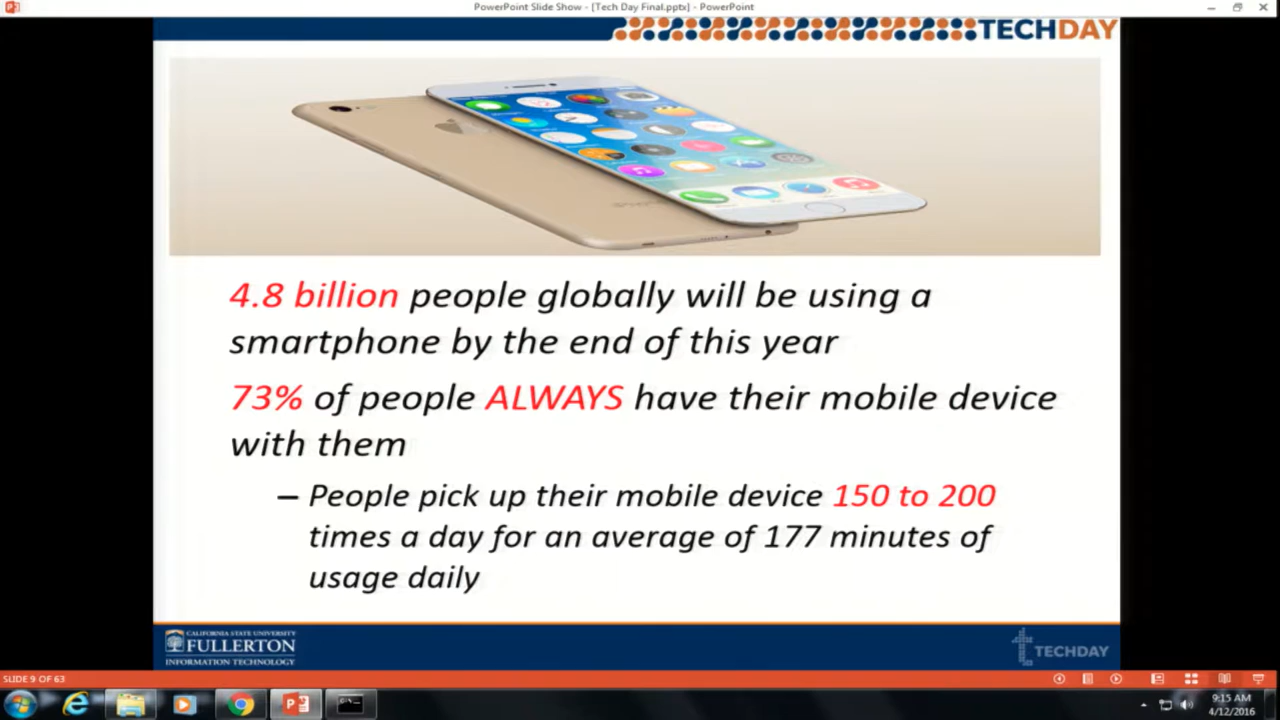 PowerPoint Slide Show - [Tech Day Final.pptx] - PowerPoint
TECHDAY
4.8 billion people globally will be using a
smartphone by the end of this year
73% of people ALWAYS have their mobile device
with them
– People pick up their mobile device 150 to 200
times a day for an average of 177 minutes of
usage daily
CALIFORNIA STATE UNIVERSITY
FULLERTON
INFORMATION TECHNOLOGY
TECHDAY
SLIDE 9 OF 63
9:15 AM
4/12/2016